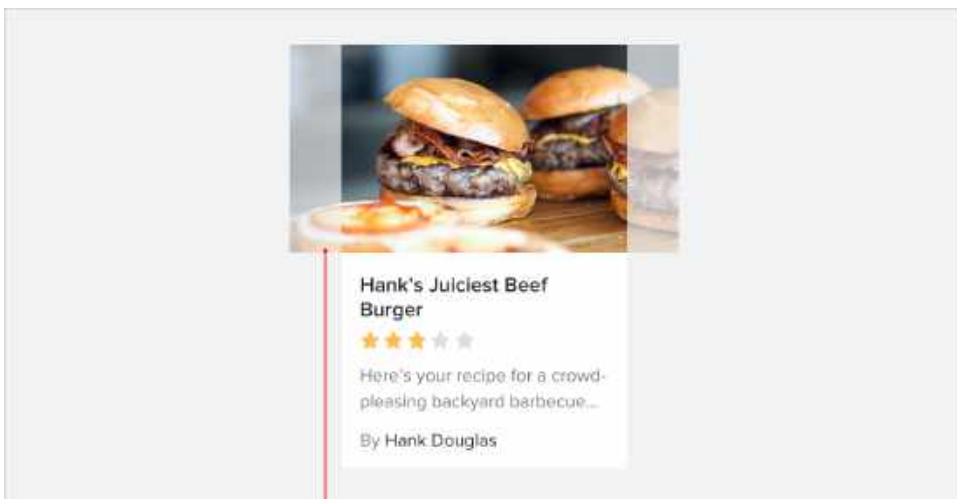 Hank's Juiciest Beef
Burger
Here's your recipe for a crowd-
pleasing backyard barbecue...
By Hank Douglas